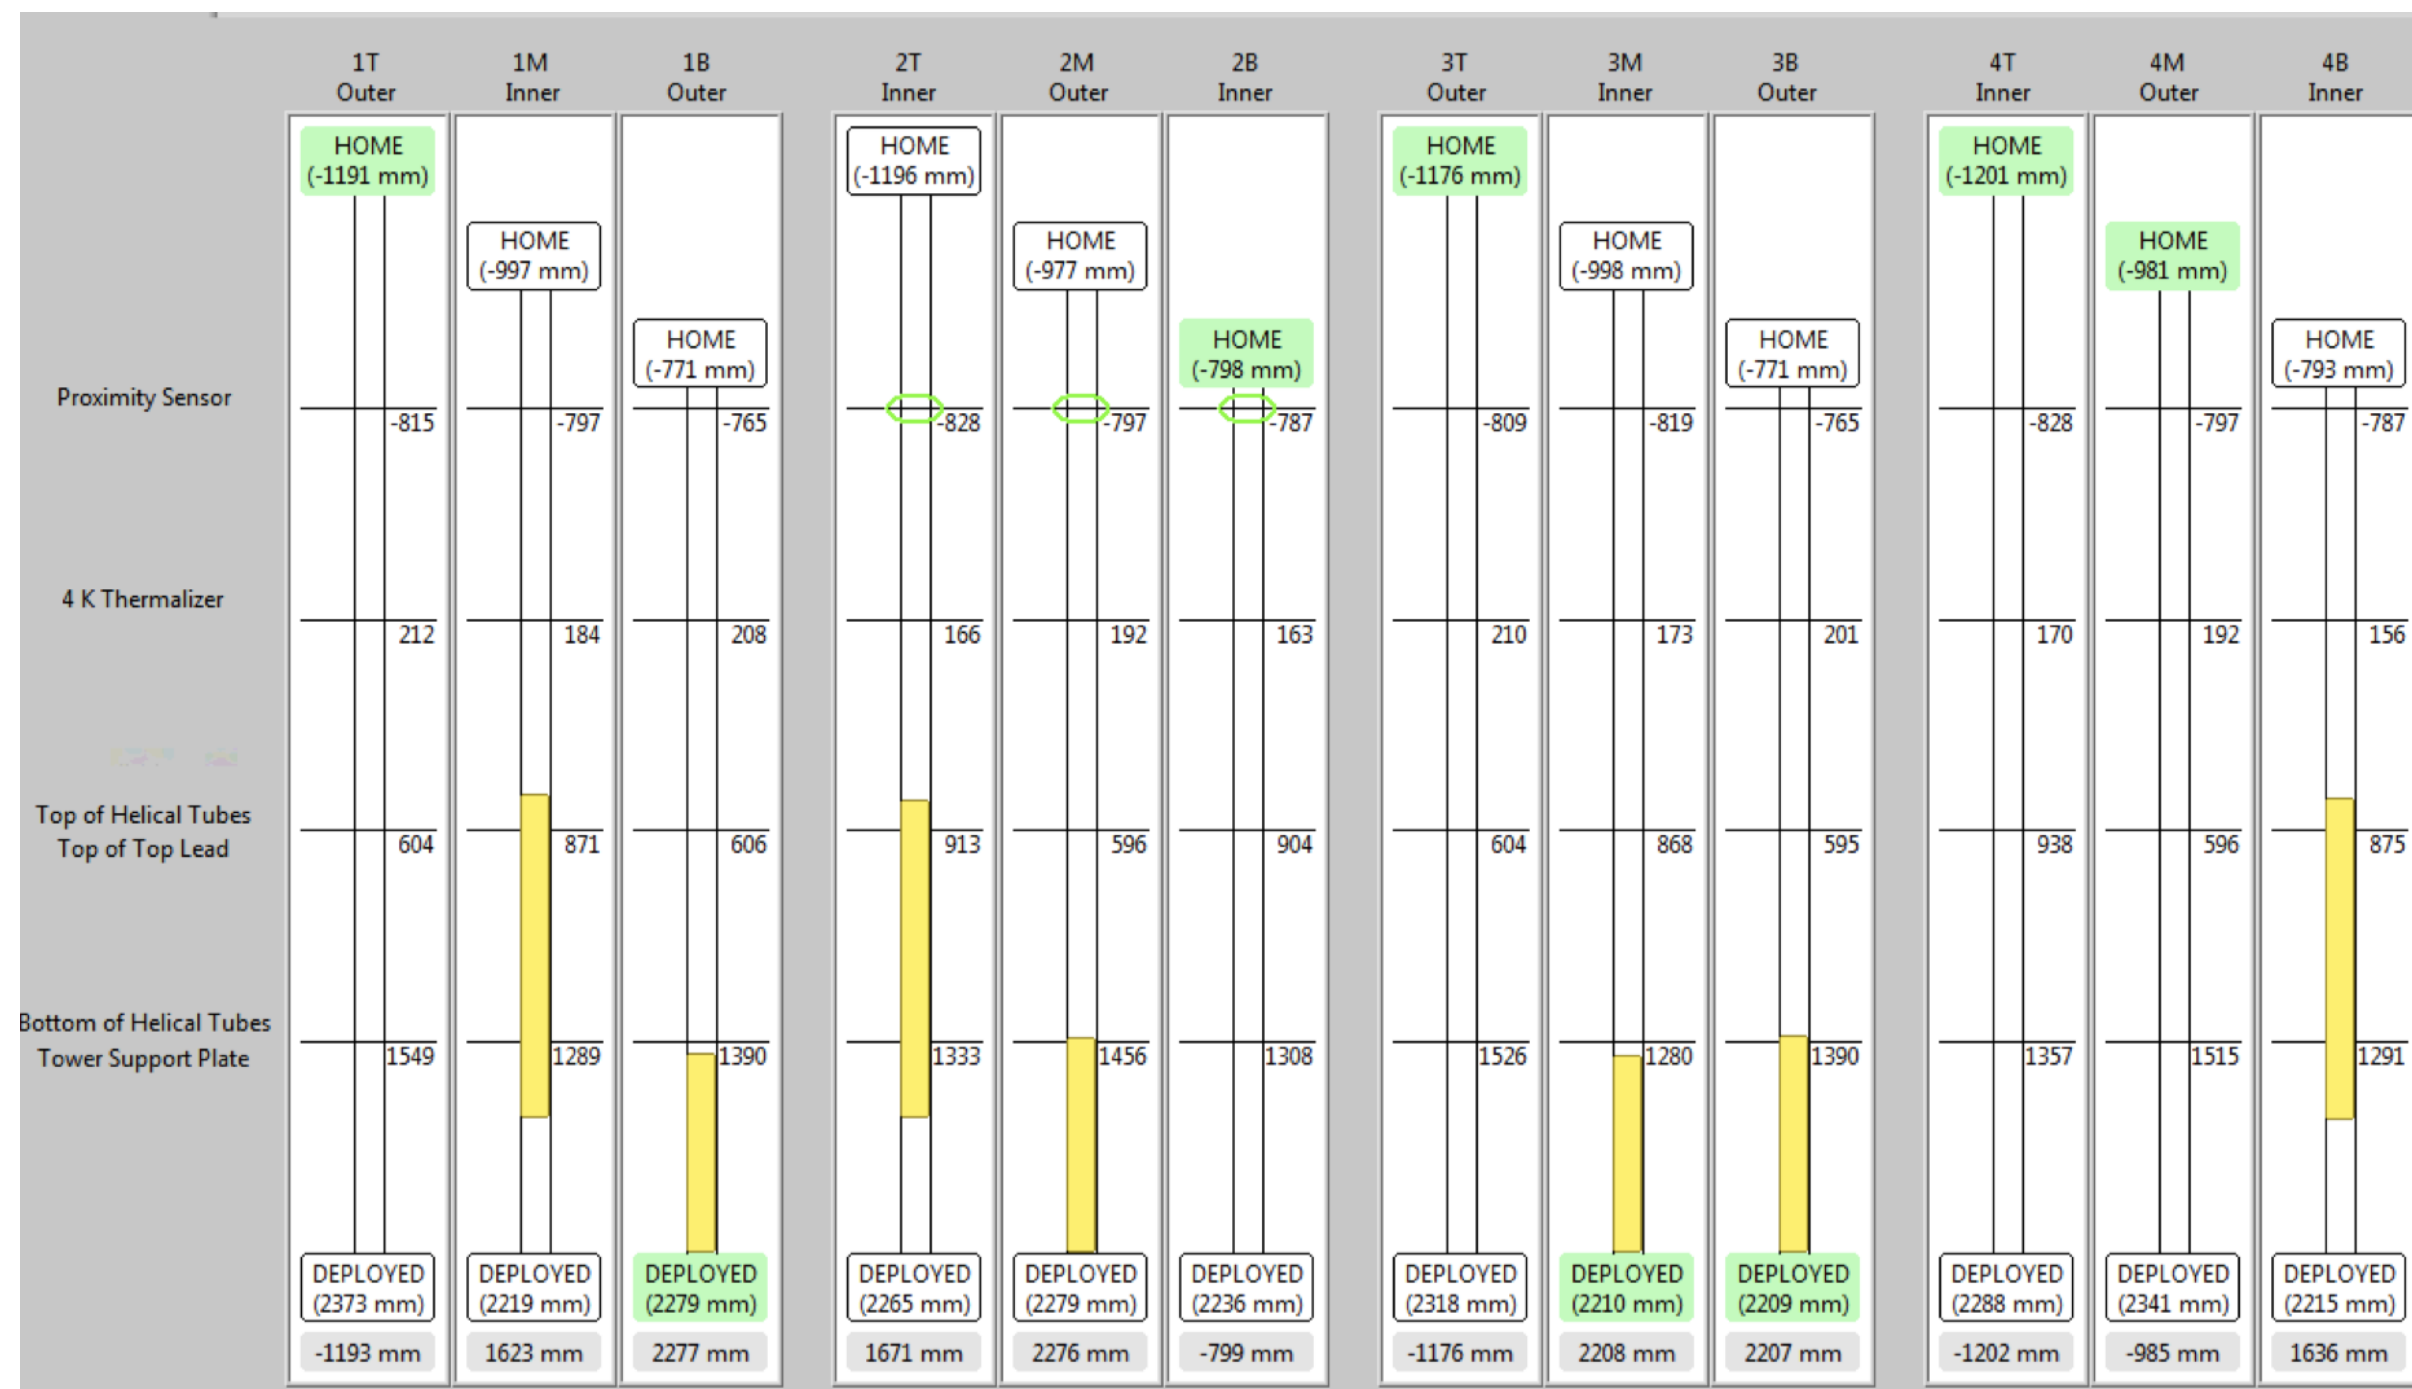 1T 1M 1B 2T 2M 2B 3T 3M 3B 4T 4M 4B
Outer Inner Outer Inner Outer Inner Outer Inner Outer Inner Outer Inner
HOME HOME HOME HOME
(-1191 mm) (-1196 mm) (-1176 mm) (-1201 mm)
HOME HOME HOME HOME
(-997 mm) (-977 mm) (-998 mm) (-981 mm)
HOME HOME HOME HOME
(-771 mm) (-798 mm) (-771 mm) (-793 mm)
Proximity Sensor
-815 -797 -765 -828 -797 -787 -809 -819 -765 -828 -797 -787
4 K Thermalizer
212 184 208 166 192 163 210 173 201 170 192 156
Top of Helical Tubes
Top of Top Lead
604 871 606 913 596 904 604 868 595 938 596 875
Bottom of Helical Tubes
Tower Support Plate
1549 1289 1390 1333 1456 1308 1526 1280 1390 1357 1515 1291
DEPLOYED DEPLOYED DEPLOYED DEPLOYED DEPLOYED DEPLOYED DEPLOYED DEPLOYED DEPLOYED DEPLOYED DEPLOYED DEPLOYED
(2373 mm) (2219 mm) (2279 mm) (2265 mm) (2279 mm) (2236 mm) (2318 mm) (2210 mm) (2209 mm) (2288 mm) (2341 mm) (2215 mm)
-1193 mm 1623 mm 2277 mm 1671 mm 2276 mm -799 mm -1176 mm 2208 mm 2207 mm -1202 mm -985 mm 1636 mm